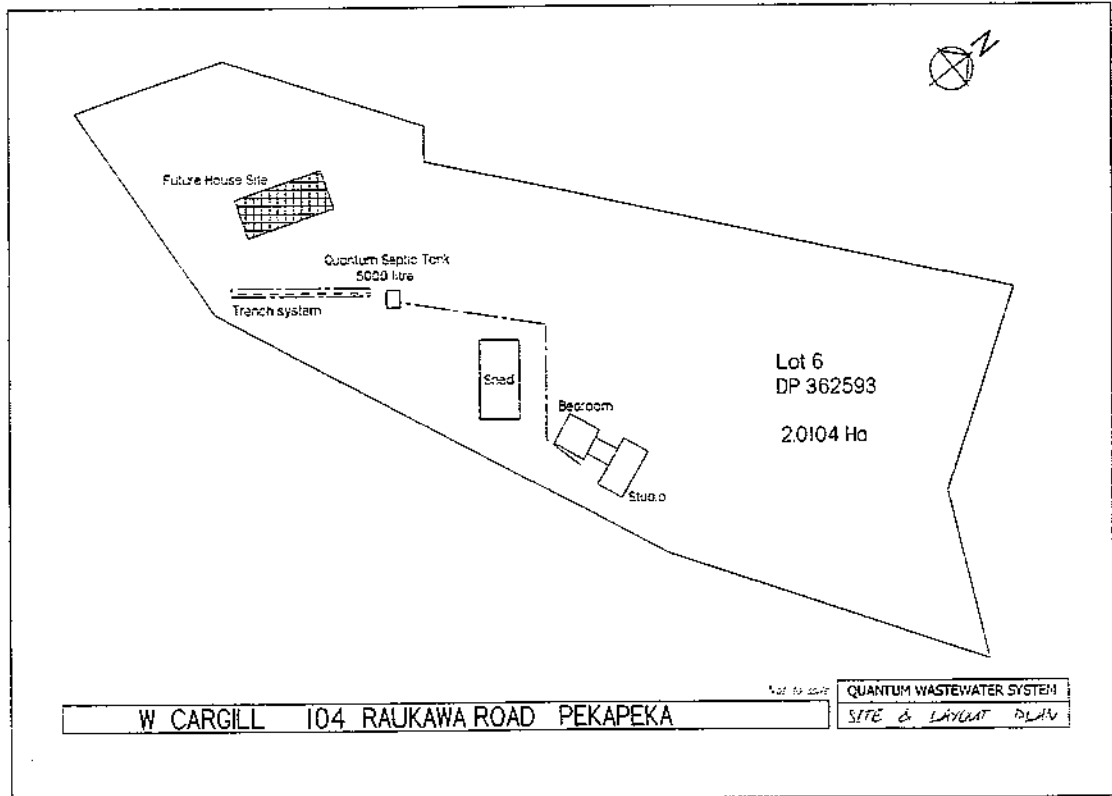 N
Future House Site
Quantum Septic Tank
5000 litre
Trench system
Shed
Bedroom
Studio
Lot 6
DP 362593
2.0104 Ha
Not to scale
QUANTUM WASTEWATER SYSTEM
SITE & LAYOUT PLAN
W CARGILL 104 RAUKAWA ROAD PEKAPEKA